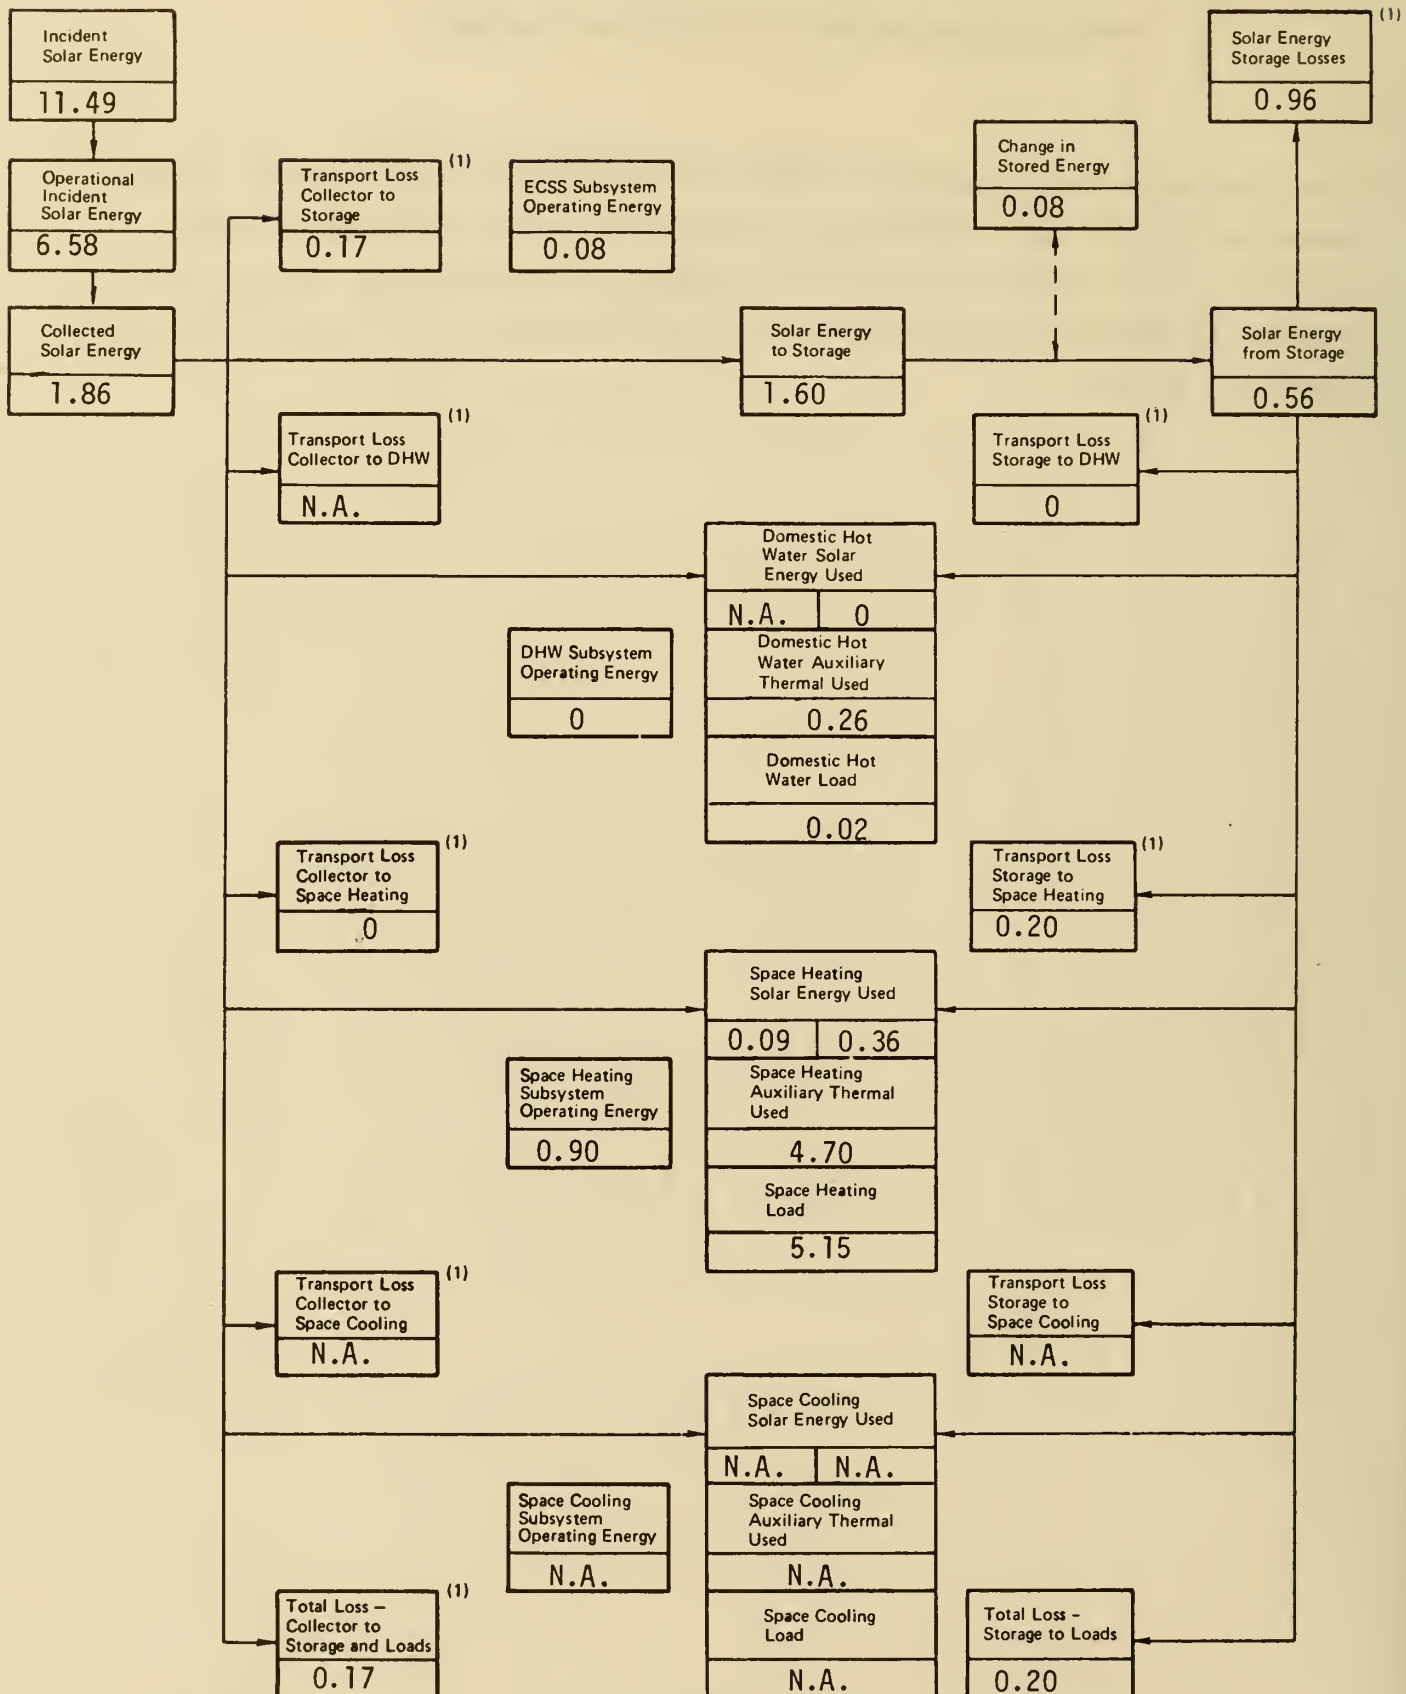 Incident
Solar Energy
11.49
(1)
Solar Energy
Storage Losses
0.96
Change in
Stored Energy
0.08
Operational
Incident
Solar Energy
6.58
(1)
Transport Loss
Collector to
Storage
0.17
ECSS Subsystem
Operating Energy
0.08
Collected
Solar Energy
1.86
Solar Energy
to Storage
1.60
Solar Energy
from Storage
0.56
(1)
Transport Loss
Collector to DHW
N.A.
(1)
Transport Loss
Storage to DHW
0
Domestic Hot
Water Solar
Energy Used
N.A. 0
DHW Subsystem
Operating Energy
0
Domestic Hot
Water Auxiliary
Thermal Used
0.26
Domestic Hot
Water Load
0.02
(1)
Transport Loss
Collector to
Space Heating
0
(1)
Transport Loss
Storage to
Space Heating
0.20
Space Heating
Solar Energy Used
0.09 0.36
Space Heating
Subsystem
Operating Energy
0.90
Space Heating
Auxiliary Thermal
Used
4.70
Space Heating
Load
5.15
(1)
Transport Loss
Collector to
Space Cooling
N.A.
Transport Loss
Storage to
Space Cooling
N.A.
Space Cooling
Solar Energy Used
N.A. N.A.
Space Cooling
Subsystem
Operating Energy
N.A.
Space Cooling
Auxiliary Thermal
Used
N.A.
Space Cooling
Load
N.A.
(1)
Total Loss –
Collector to
Storage and Loads
0.17
Total Loss -
Storage to Loads
0.20